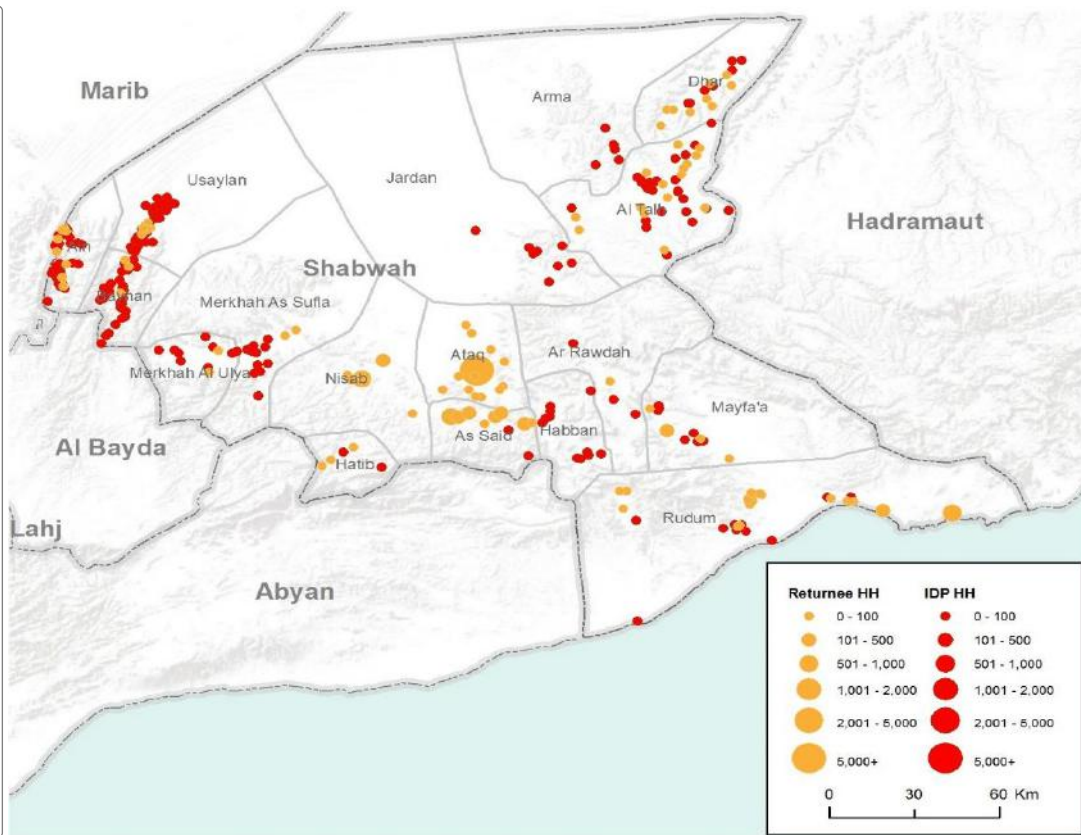 Marib
Dhar
Arma
Usaylan
Jardan
Al Talh
Hadramaut
Ain
Shabwah
Merkhah As Sufla
Ataq
Ar Rawdah
Merkhah Al Ulya
Nisab
Mayfa'a
Al Bayda
As Said
Habban
Hatib
Rudum
Lahj
Abyan
Returnee HH IDP HH
0 - 100 0 - 100
101 - 500 101 - 500
501 - 1,000 501 - 1,000
1,001 - 2,000 1,001 - 2,000
2,001 - 5,000 2,001 - 5,000
5,000+ 5,000+
0 30 60 Km